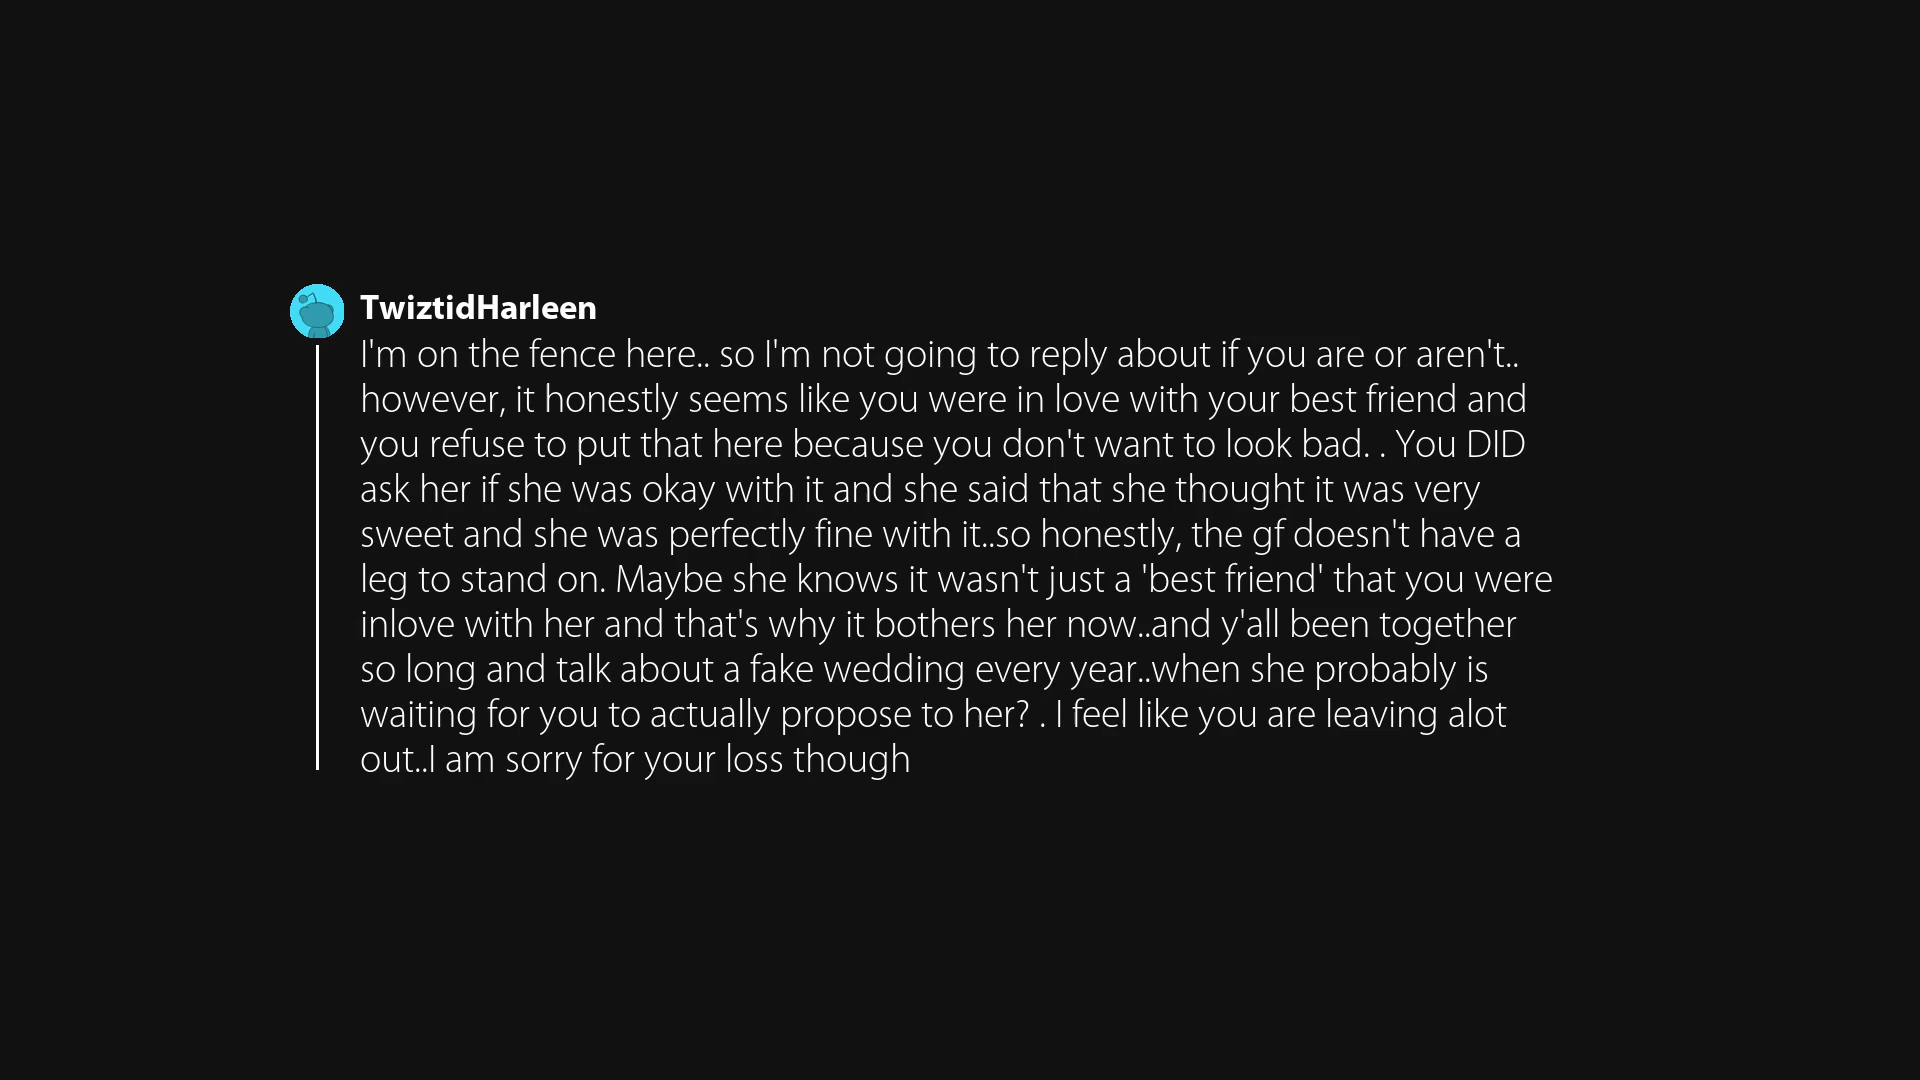 TwiztidHarleen
I'm on the fence here.. so I'm not going to reply about if you are or aren't..
however, it honestly seems like you were in love with your best friend and
you refuse to put that here because you don't want to look bad. . You DID
ask her if she was okay with it and she said that she thought it was very
sweet and she was perfectly fine with it..so honestly, the gf doesn't have a
leg to stand on. Maybe she knows it wasn't just a 'best friend' that you were
inlove with her and that's why it bothers her now..and y'all been together
so long and talk about a fake wedding every year..when she probably is
waiting for you to actually propose to her? . I feel like you are leaving alot
out..I am sorry for your loss though